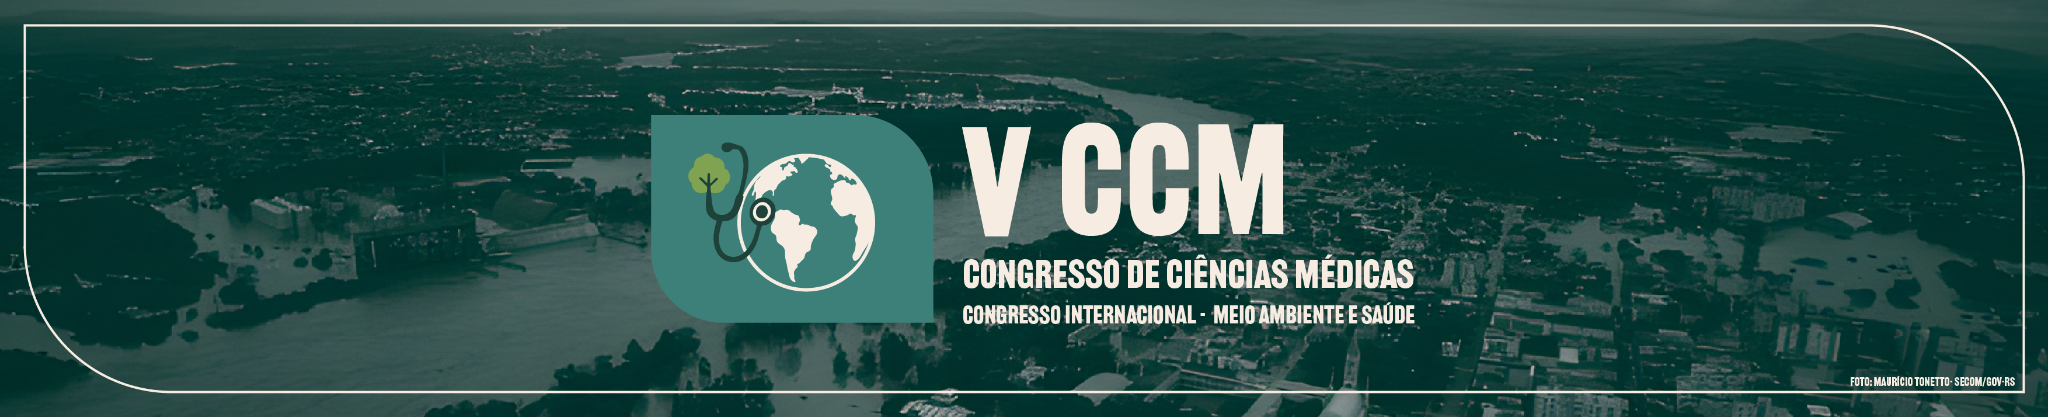 V CCM
CONGRESSO DE CIÊNCIAS MÉDICAS
CONGRESSO INTERNACIONAL - MEIO AMBIENTE E SAÚDE
FOTO: MAURÍCIO TONETTO- SECOM/GOV-RS